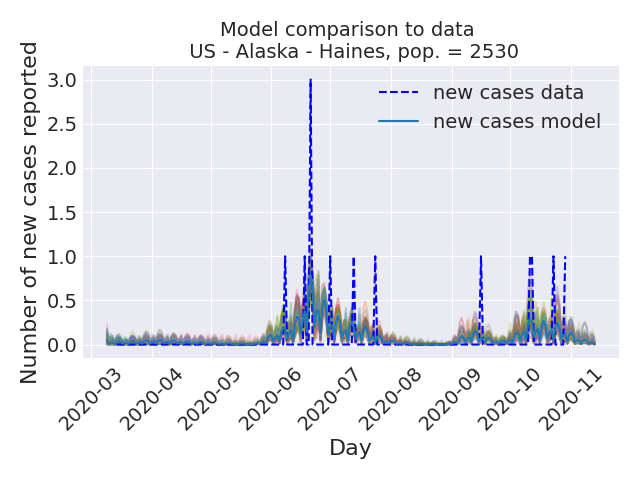 Model comparison to data
US - Alaska - Haines, pop. = 2530
Number of new cases reported
3.0
2.5
2.0
1.5
1.0
0.5
0.0
new cases data
new cases model
2020-03
2020-04
2020-05
2020-06
2020-07
2020-08
2020-09
2020-10
2020-11
Day